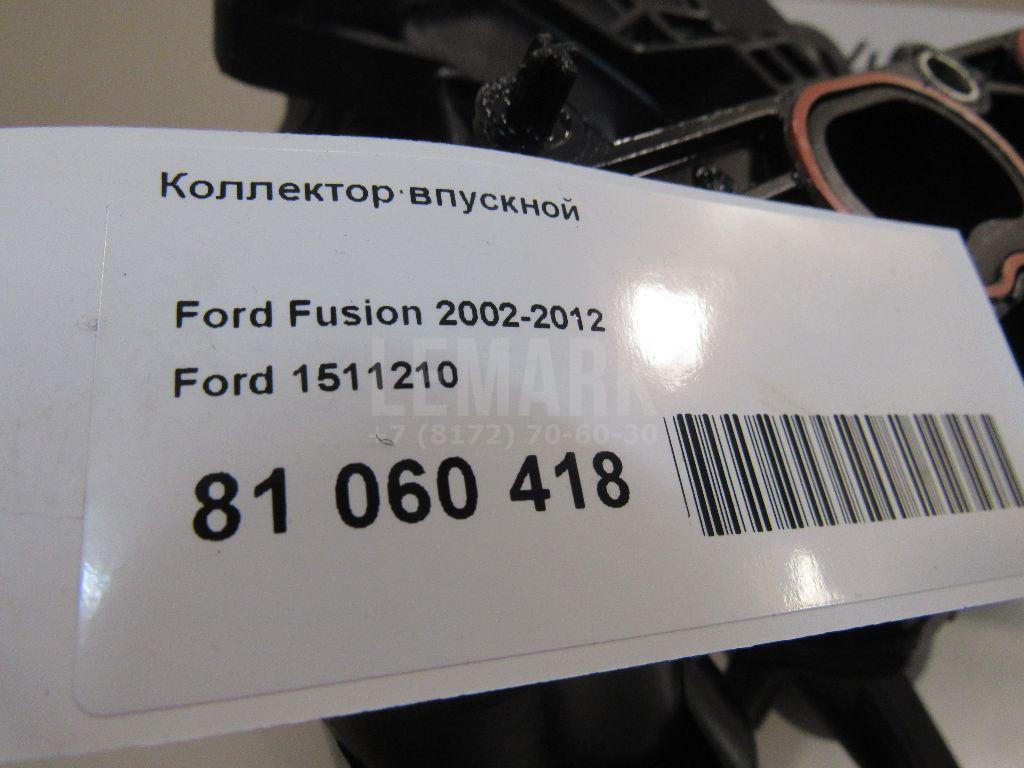 Коллектор впускной
Ford Fusion 2002-2012
Ford 1511210
LEMARK
+7 (8172) 70-60-30
81 060 418